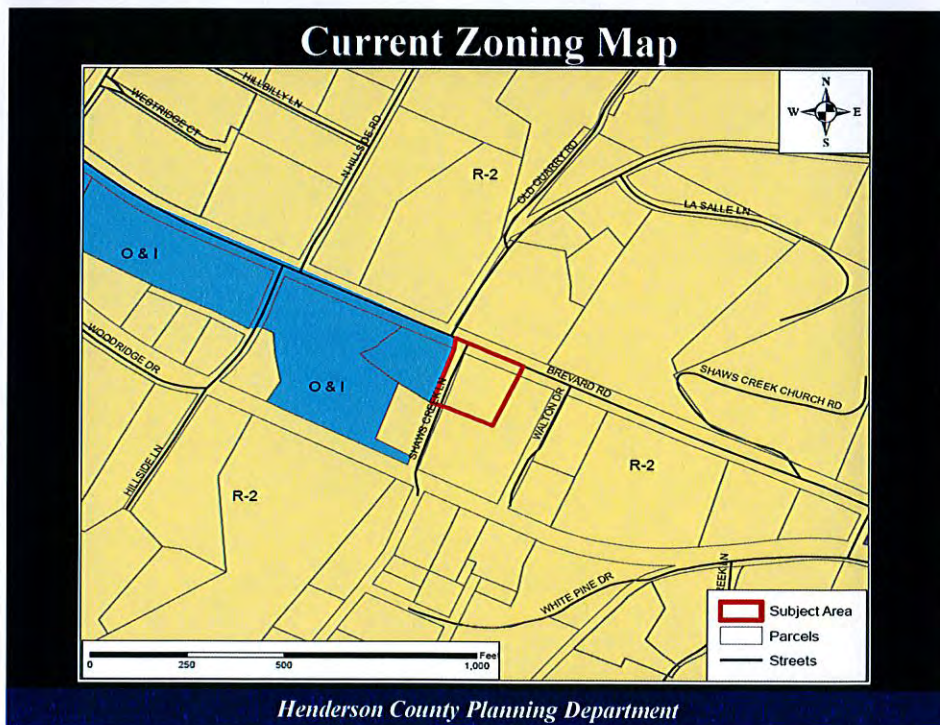 Current Zoning Map
HILLBILLY LN
WESTRIDGE CT
N HILLSIDE RD
R-2
OLD QUARRY RD
N
W
E
S
LA SALLE LN
O & I
WOODRIDGE DR
O & I
SHAWS CREEK LN
BREVARD RD
WALTON DR
SHAWS CREEK CHURCH RD
HILLSIDE LN
R-2
R-2
WHITE PINE DR
REEK LN
Subject Area
Parcels
Streets
Feet
0 250 500 1,000
Henderson County Planning Department